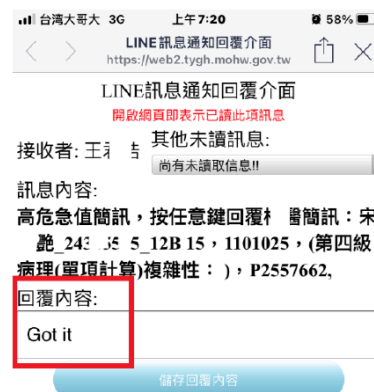 台灣大哥大 3G 上午7:20 58%
LINE訊息通知回覆介面
https://web2.tygh.mohw.gov.tw
LINE訊息通知回覆介面
開啟網頁即表示已讀此項訊息
其他未讀訊息:
接收者: 王
尚有未讀取信息!!
訊息內容:
高危急值簡訊，按任意鍵回覆 簡訊：宋
_12B 15，1101025，(第四級
病理(單項計算)複雜性： )，P2557662,
回覆內容:
Got it
儲存回覆內容